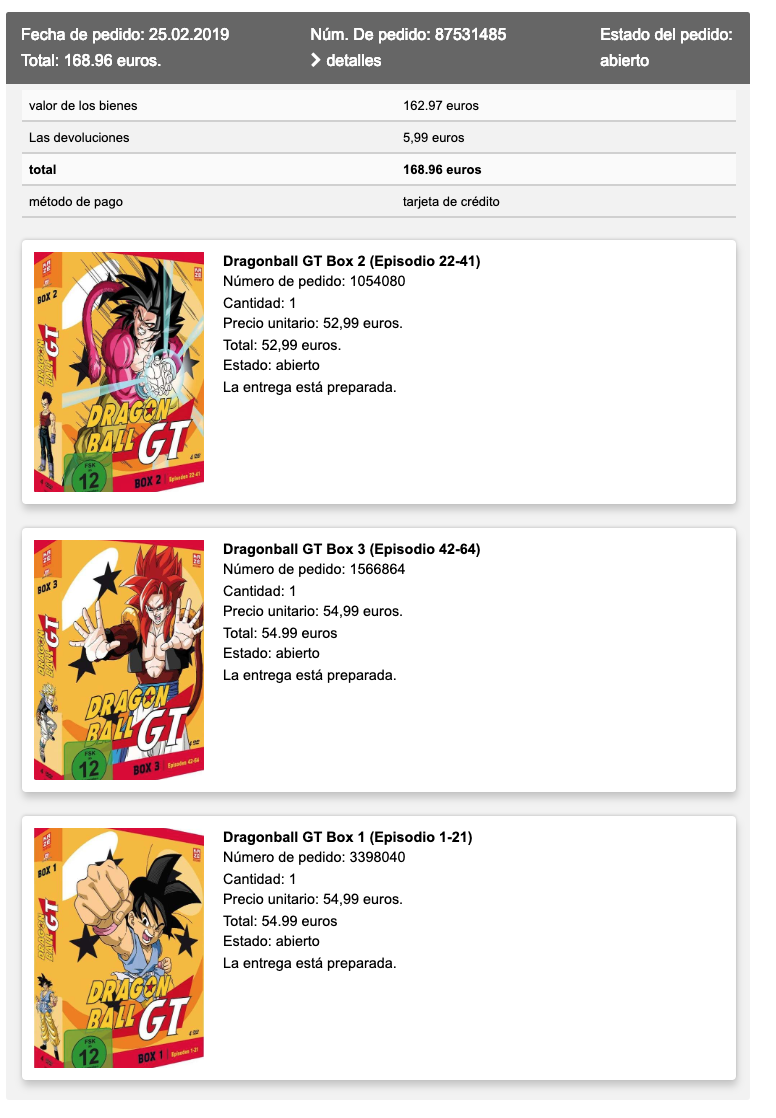 Fecha de pedido: 25.02.2019
Total: 168.96 euros.
Núm. De pedido: 87531485
detalles
Estado del pedido:
abierto
valor de los bienes 162.97 euros
Las devoluciones 5,99 euros
total 168.96 euros
método de pago tarjeta de crédito
BOX 2
DRAGON
BALL
GT
FSK
12
BOX 2 Episoden 22-41
Dragonball GT Box 2 (Episodio 22-41)
Número de pedido: 1054080
Cantidad: 1
Precio unitario: 52,99 euros.
Total: 52,99 euros.
Estado: abierto
La entrega está preparada.
BOX 3
DRAGON
BALL
GT
FSK
12
BOX 3 Episoden 42-64
Dragonball GT Box 3 (Episodio 42-64)
Número de pedido: 1566864
Cantidad: 1
Precio unitario: 54,99 euros.
Total: 54.99 euros
Estado: abierto
La entrega está preparada.
BOX 1
DRAGON
BALL
GT
FSK
12
BOX 1 Episoden 1-21
Dragonball GT Box 1 (Episodio 1-21)
Número de pedido: 3398040
Cantidad: 1
Precio unitario: 54,99 euros.
Total: 54.99 euros
Estado: abierto
La entrega está preparada.